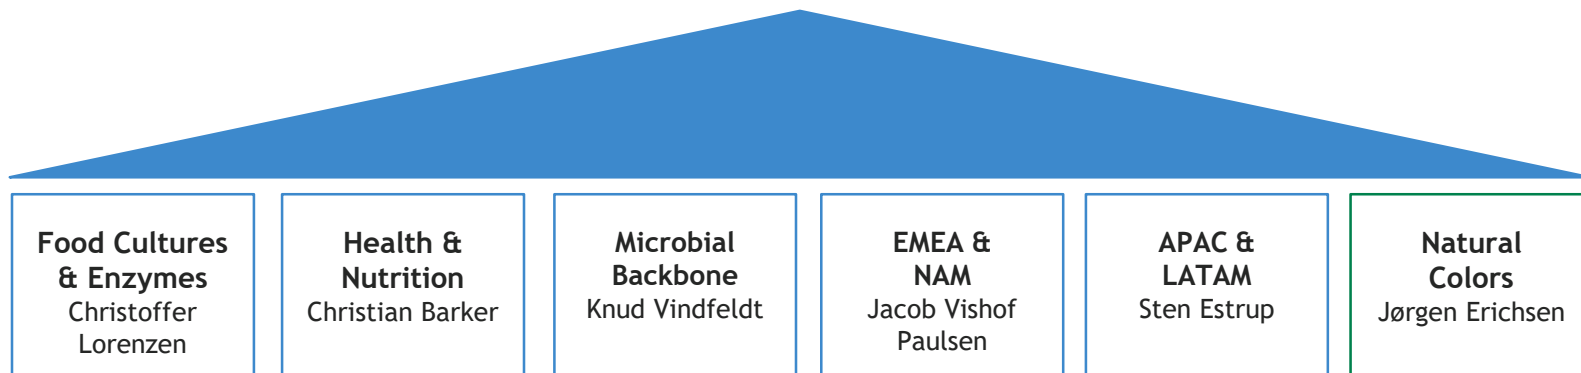 Food Cultures
& Enzymes
Christoffer
Lorenzen
Health &
Nutrition
Christian Barker
Microbial
Backbone
Knud Vindfeldt
EMEA &
NAM
Jacob Vishof
Paulsen
APAC &
LATAM
Sten Estrup
Natural
Colors
Jørgen Erichsen